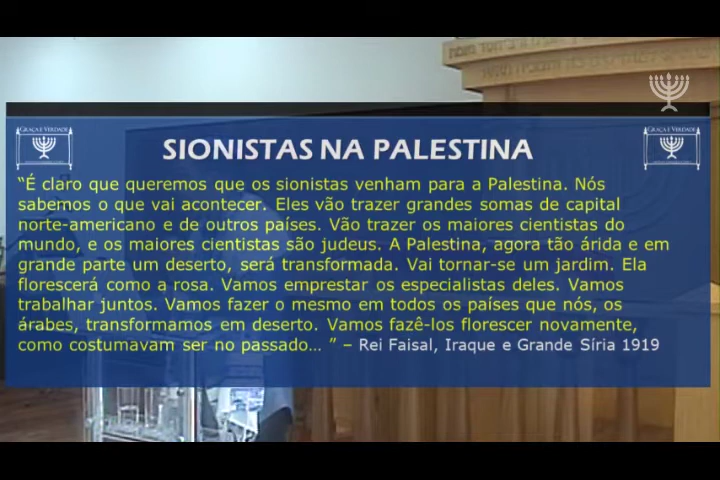 GRAÇA E VERDADE
GRAÇA E VERDADE
SIONISTAS NA PALESTINA
“É claro que queremos que os sionistas venham para a Palestina. Nós
sabemos o que vai acontecer. Eles vão trazer grandes somas de capital
norte-americano e de outros países. Vão trazer os maiores cientistas do
mundo, e os maiores cientistas são judeus. A Palestina, agora tão árida e em
grande parte um deserto, será transformada. Vai tornar-se um jardim. Ela
florescerá como a rosa. Vamos emprestar os especialistas deles. Vamos
trabalhar juntos. Vamos fazer o mesmo em todos os países que nós, os
árabes, transformamos em deserto. Vamos fazê-los florescer novamente,
como costumavam ser no passado... ” – Rei Faisal, Iraque e Grande Síria 1919